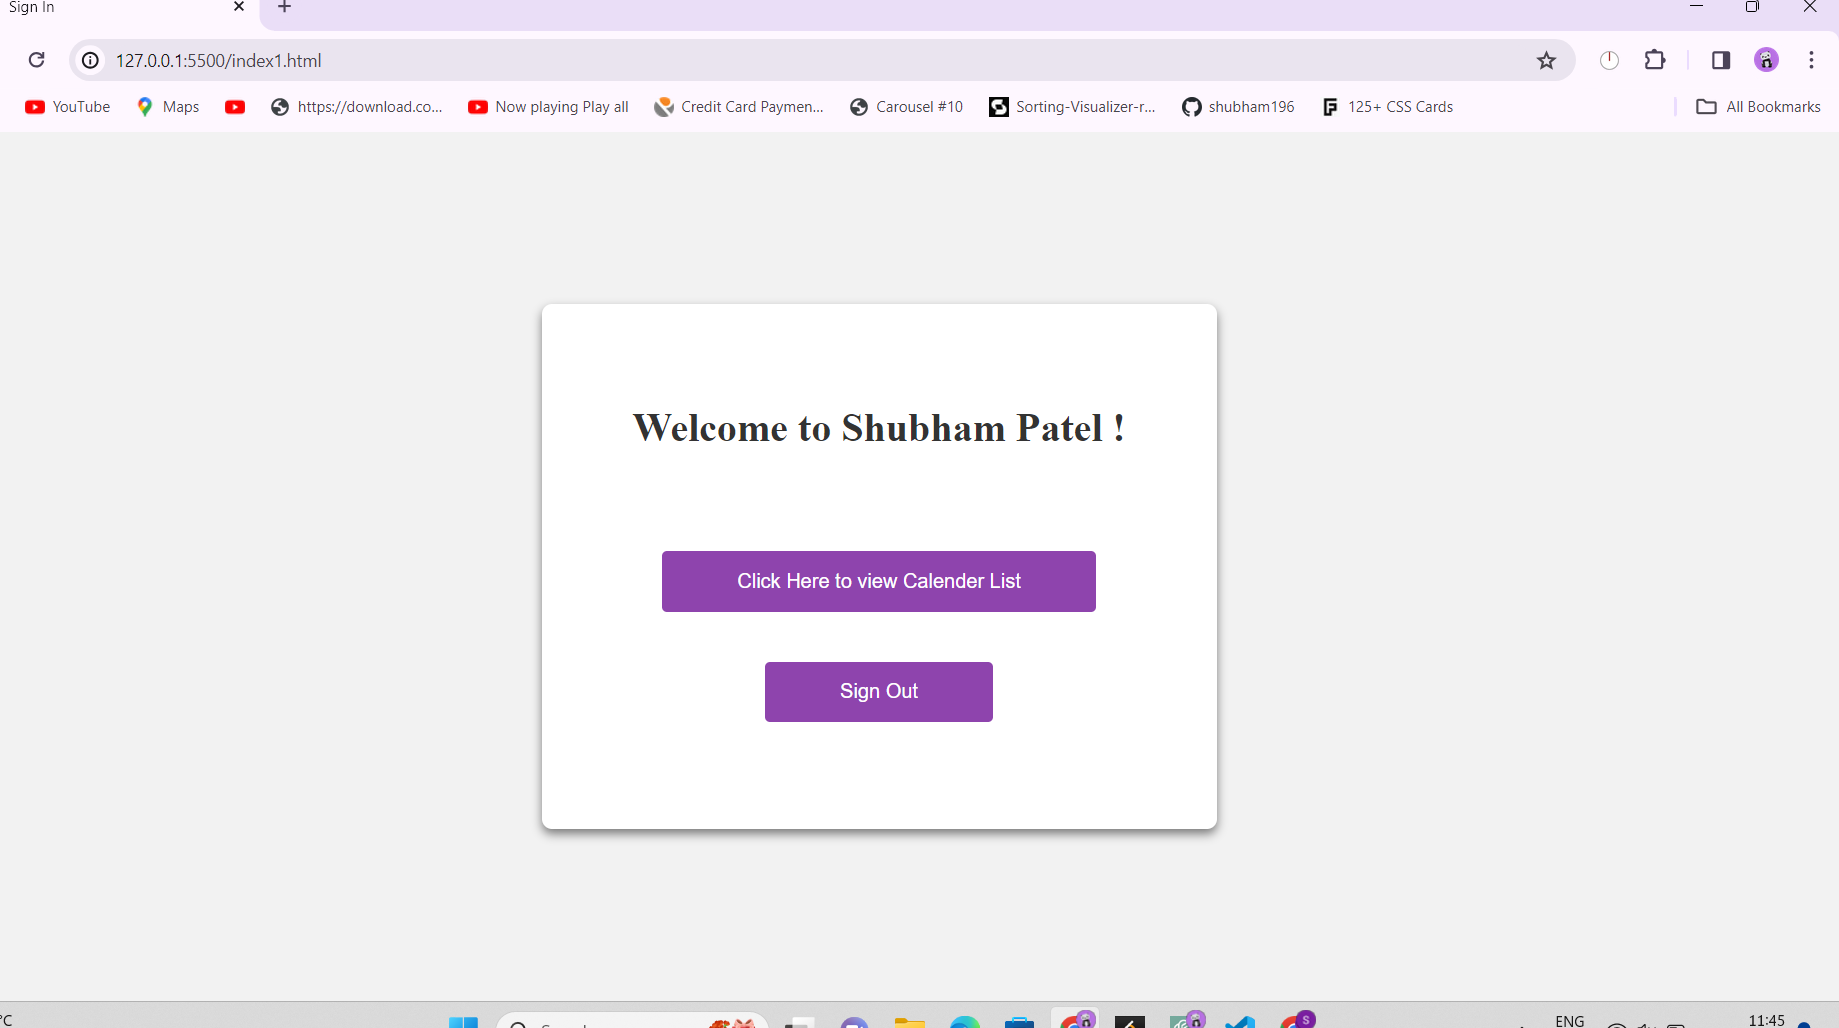 Sign In
127.0.0.1:5500/index1.html
YouTube Maps https://download.co... Now playing Play all Credit Card Paymen... Carousel #10 Sorting-Visualizer-r... shubham196 125+ CSS Cards All Bookmarks
Welcome to Shubham Patel !
Click Here to view Calender List
Sign Out
°C
S
ENG
11:45